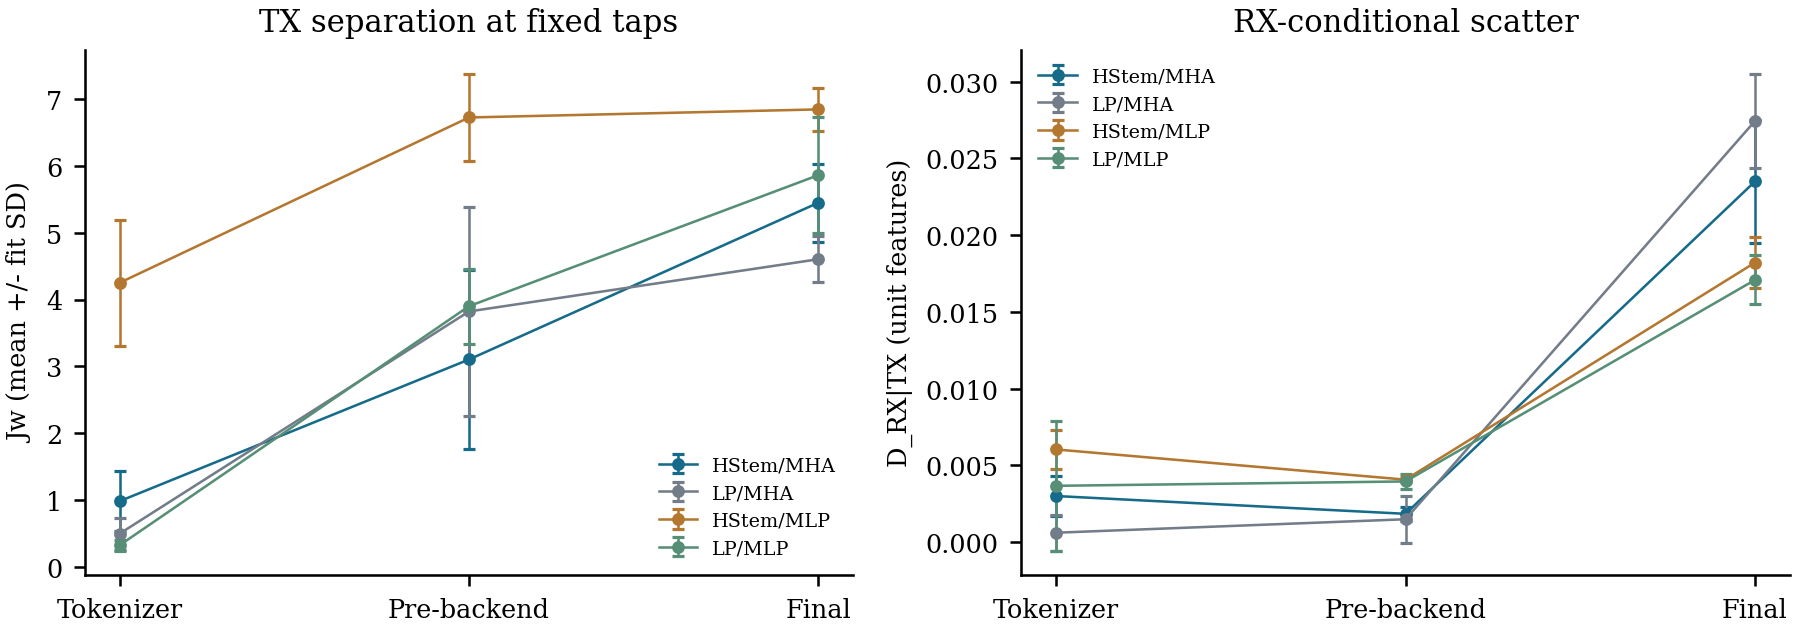 TX separation at fixed taps
Jw (mean +/- fit SD)
7
6
5
4
3
2
1
0
HStem/MHA
LP/MHA
HStem/MLP
LP/MLP
Tokenizer
Pre-backend
Final
RX-conditional scatter
D_RX|TX (unit features)
0.030
0.025
0.020
0.015
0.010
0.005
0.000
HStem/MHA
LP/MHA
HStem/MLP
LP/MLP
Tokenizer
Pre-backend
Final